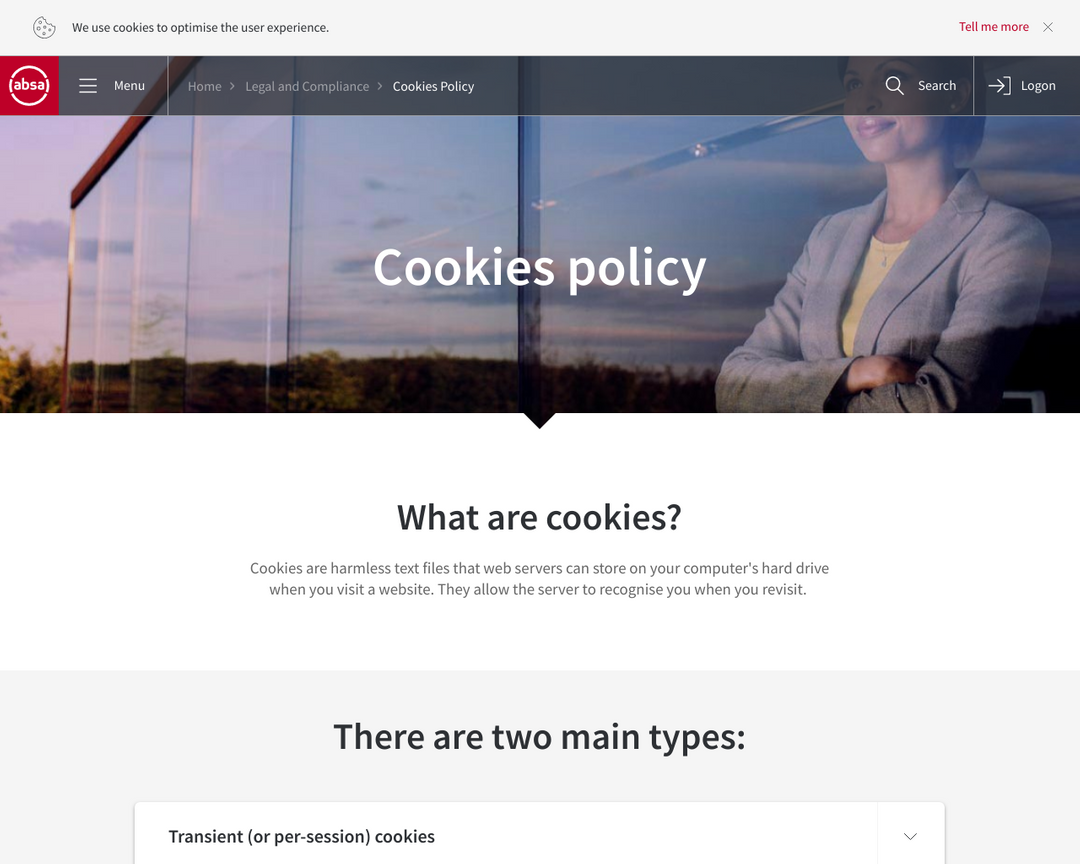 We use cookies to optimise the user experience.
Tell me more
absa
Menu
Home > Legal and Compliance > Cookies Policy
Search
Logon
Cookies policy
What are cookies?
Cookies are harmless text files that web servers can store on your computer's hard drive
when you visit a website. They allow the server to recognise you when you revisit.
There are two main types:
Transient (or per-session) cookies